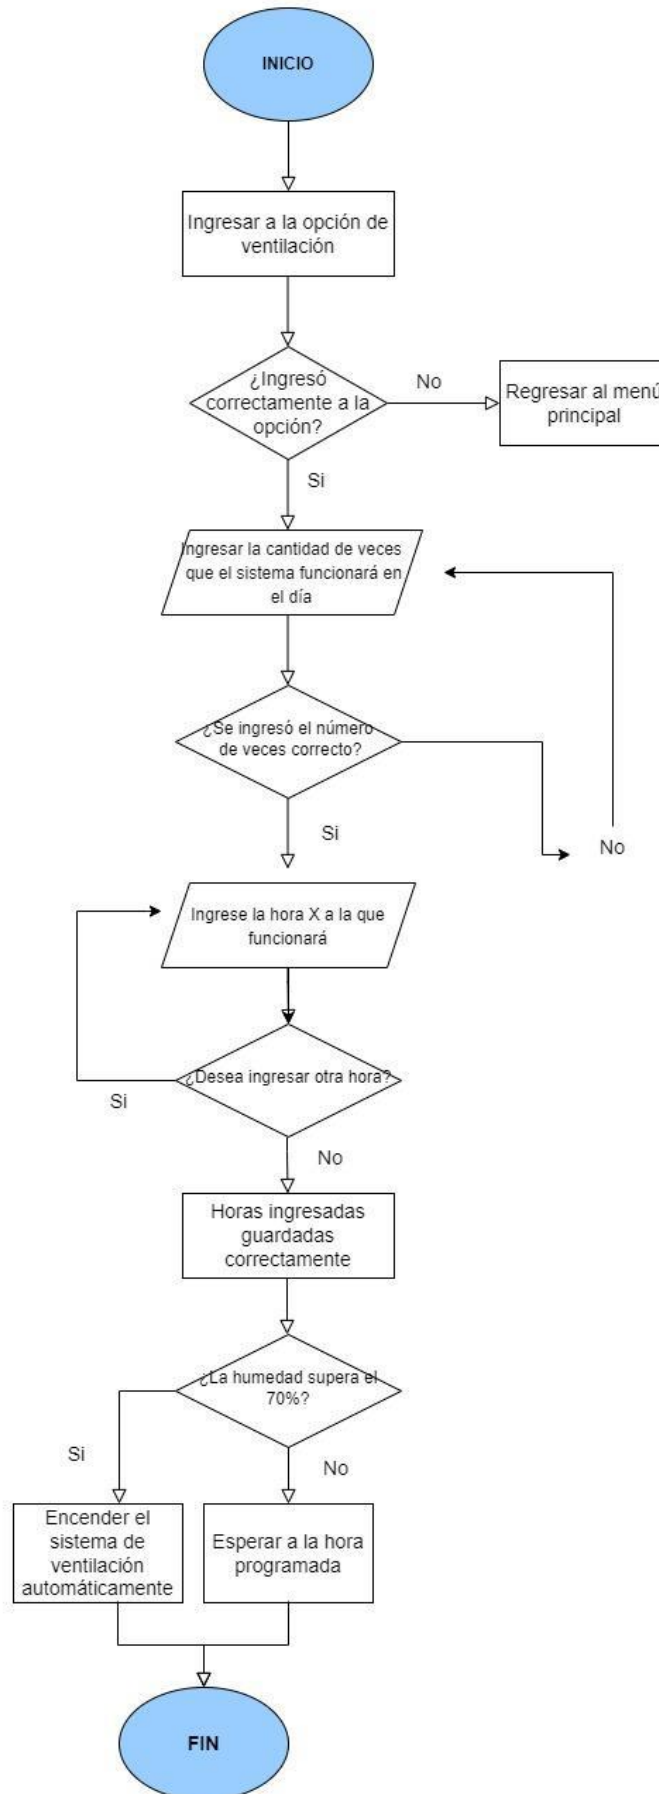 INICIO
Ingresar a la opción de
ventilación
¿Ingresó
correctamente a la
opción?
No
Regresar al menú
principal
Si
Ingresar la cantidad de veces
que el sistema funcionará en
el día
¿Se ingresó el número
de veces correcto?
Si
No
Ingrese la hora X a la que
funcionará
¿Desea ingresar otra hora?
Si
No
Horas ingresadas
guardadas
correctamente
¿La humedad supera el
70%?
Si
No
Encender el
sistema de
ventilación
automáticamente
Esperar a la hora
programada
FIN